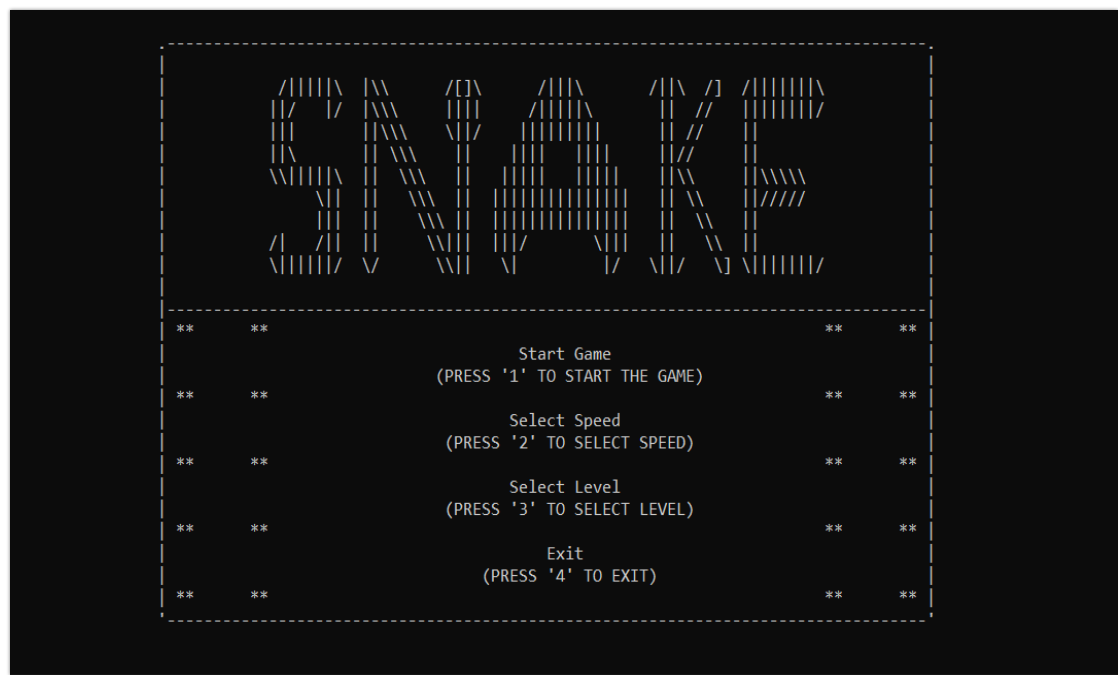 SNAKE
Start Game
(PRESS '1' TO START THE GAME)
Select Speed
(PRESS '2' TO SELECT SPEED)
Select Level
(PRESS '3' TO SELECT LEVEL)
Exit
(PRESS '4' TO EXIT)